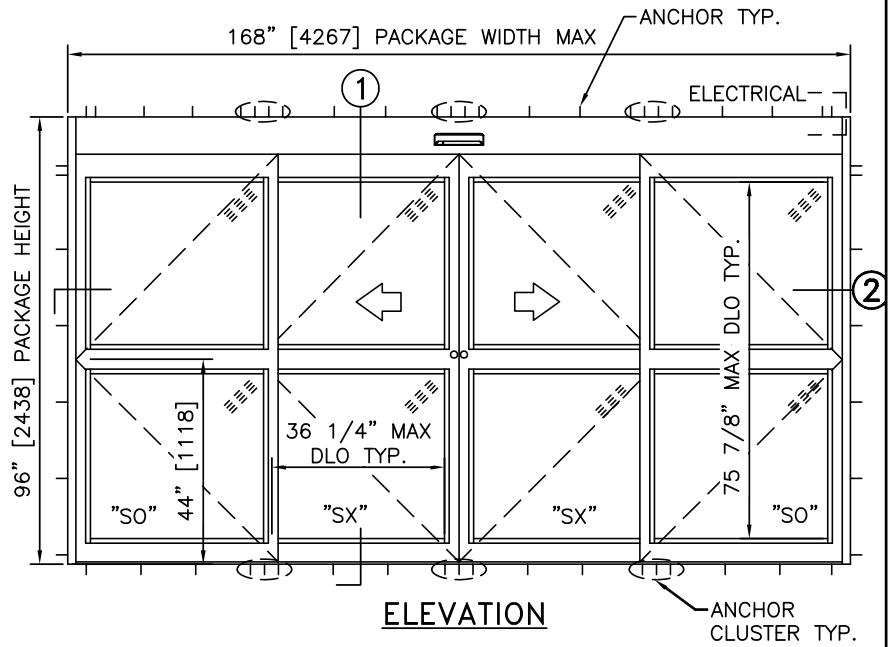 ANCHOR TYP.
168" [4267] PACKAGE WIDTH MAX
1
ELECTRICAL
96" [2438] PACKAGE HEIGHT
2
75 7/8" MAX DLO TYP.
44" [1118]
36 1/4" MAX
DLO TYP.
"SO"
"SX"
"SX"
"SO"
ELEVATION
ANCHOR
CLUSTER TYP.